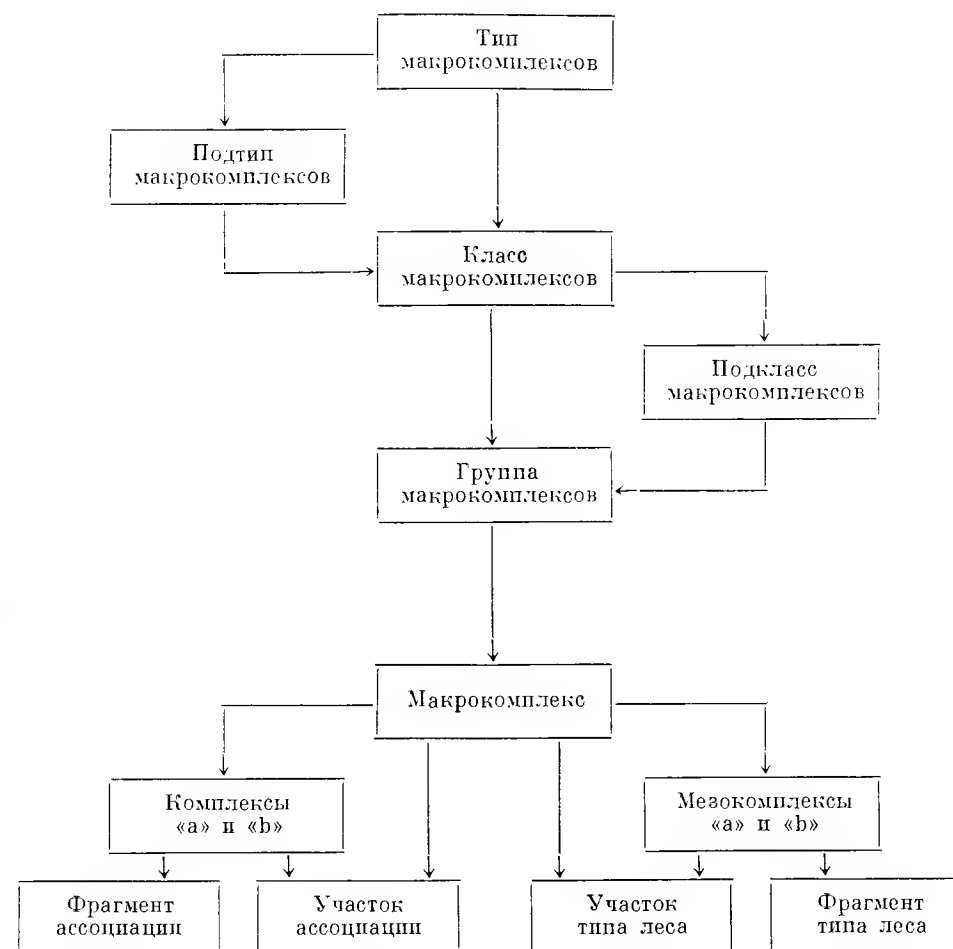 Тип
макрокомплексов
Подтип
макрокомплексов
Класс
макрокомплексов
Подкласс
макрокомплексов
Группа
макрокомплексов
Макрокомплекс
Комплексы
«a» и «b»
Мезокомплексы
«a» и «b»
Фрагмент
ассоциации
Участок
ассоциации
Участок
типа леса
Фрагмент
типа леса